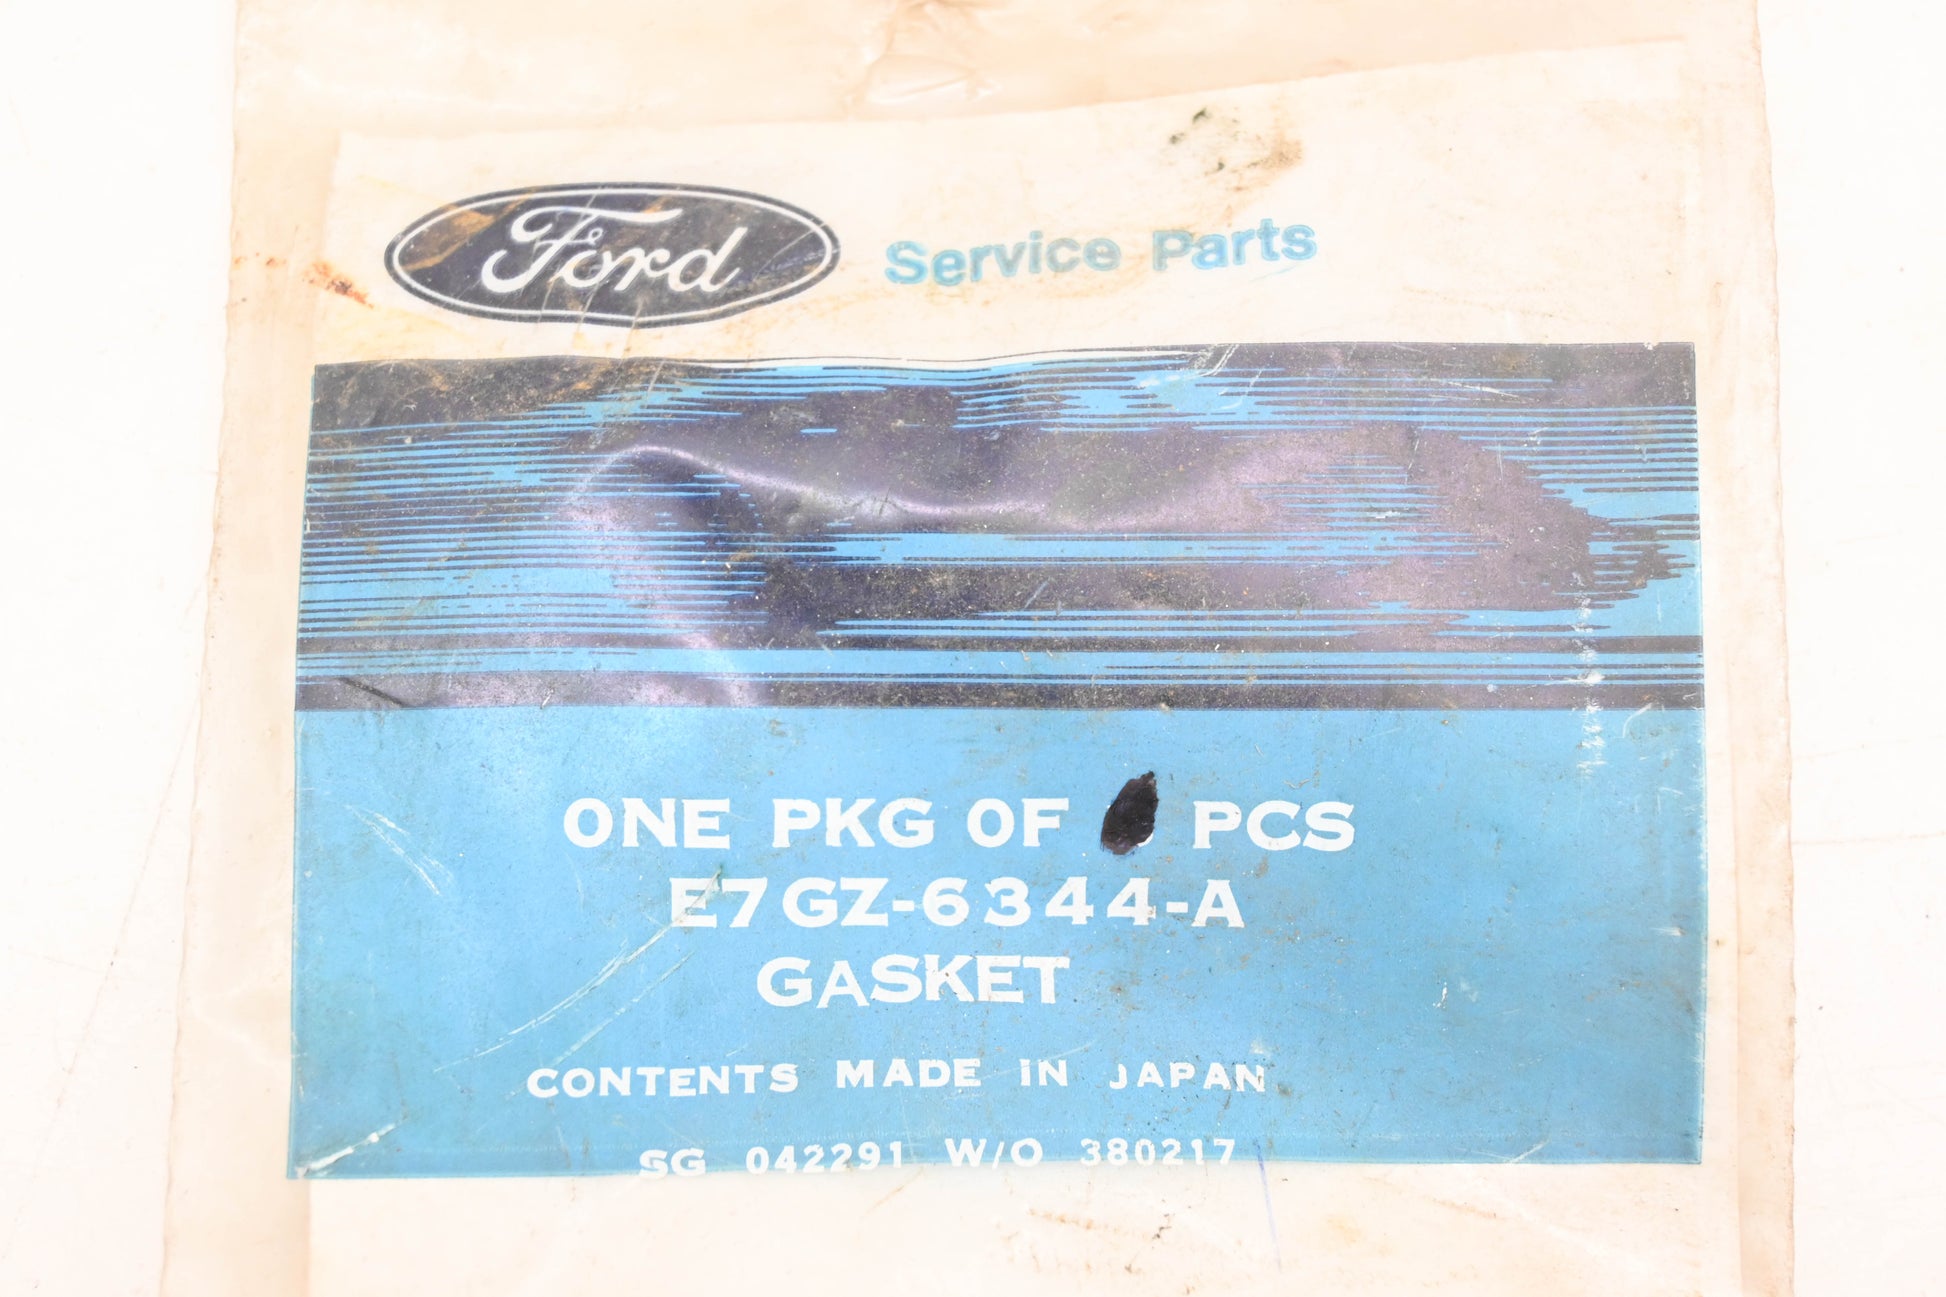 Ford Service Parts
ONE PKG OF PCS
E7GZ-6344-A
GASKET
CONTENTS MADE IN JAPAN
SG 042291 W/O 380217